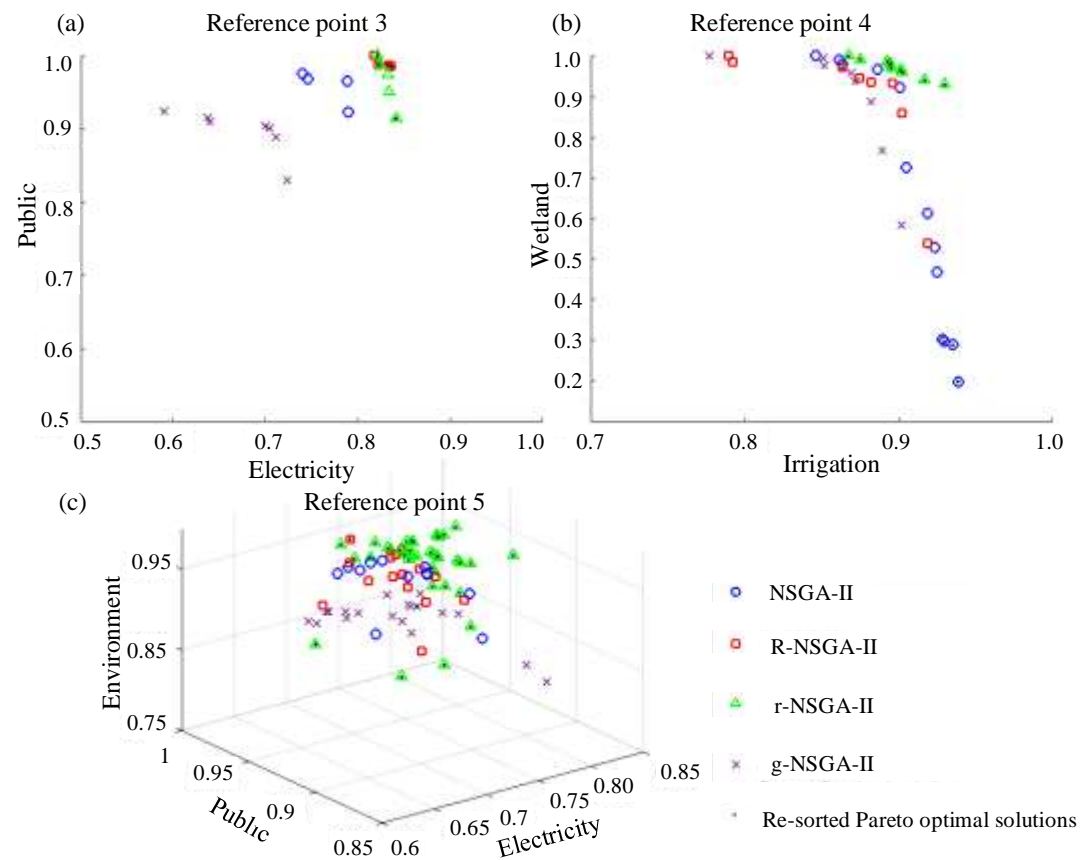 (a)
Reference point 3
1.0
0.9
0.8
0.7
0.6
0.5
Public
0.5
0.6
0.7
0.8
0.9
1.0
Electricity
(b)
Reference point 4
1.0
0.9
0.8
0.7
0.6
0.5
0.4
0.3
0.2
Wetland
0.7
0.8
0.9
1.0
Irrigation
(c)
Reference point 5
0.95
0.85
0.75
Environment
1
0.95
0.9
0.85
Public
0.6
0.65
0.7
0.75
0.80
0.85
Electricity
NSGA-II
R-NSGA-II
r-NSGA-II
g-NSGA-II
Re-sorted Pareto optimal solutions